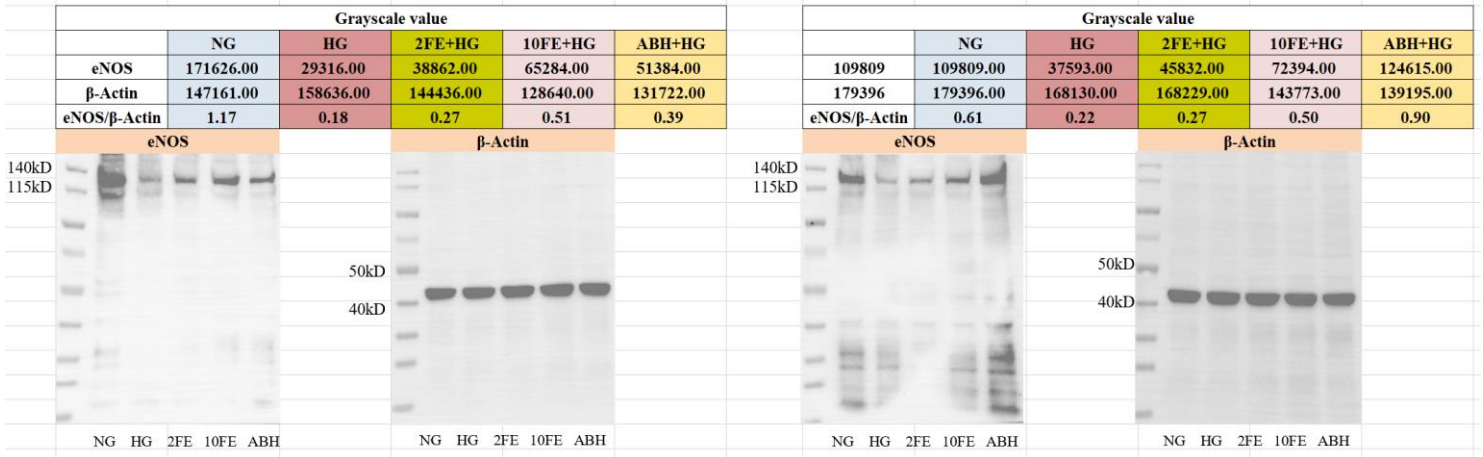 Grayscale value
NG HG 2FE+HG 10FE+HG ABH+HG
eNOS 171626.00 29316.00 38862.00 65284.00 51384.00
β-Actin 147161.00 158636.00 144436.00 128640.00 131722.00
eNOS/β-Actin 1.17 0.18 0.27 0.51 0.39
eNOS β-Actin
140kD
115kD
50kD
40kD
NG HG 2FE 10FE ABH
NG HG 2FE 10FE ABH
Grayscale value
NG HG 2FE+HG 10FE+HG ABH+HG
109809 109809.00 37593.00 45832.00 72394.00 124615.00
179396 179396.00 168130.00 168229.00 143773.00 139195.00
eNOS/β-Actin 0.61 0.22 0.27 0.50 0.90
eNOS β-Actin
140kD
115kD
50kD
40kD
NG HG 2FE 10FE ABH
NG HG 2FE 10FE ABH